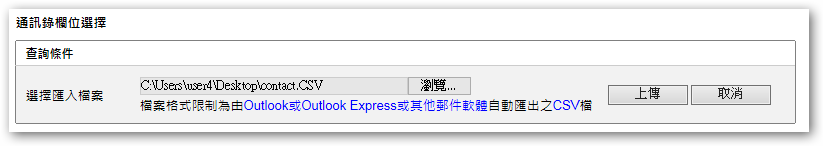 通訊錄欄位選擇
查詢條件
選擇匯入檔案
C:\Users\user4\Desktop\contact.CSV
瀏覽...
檔案格式限制為由Outlook或Outlook Express或其他郵件軟體自動匯出之CSV檔
上傳
取消